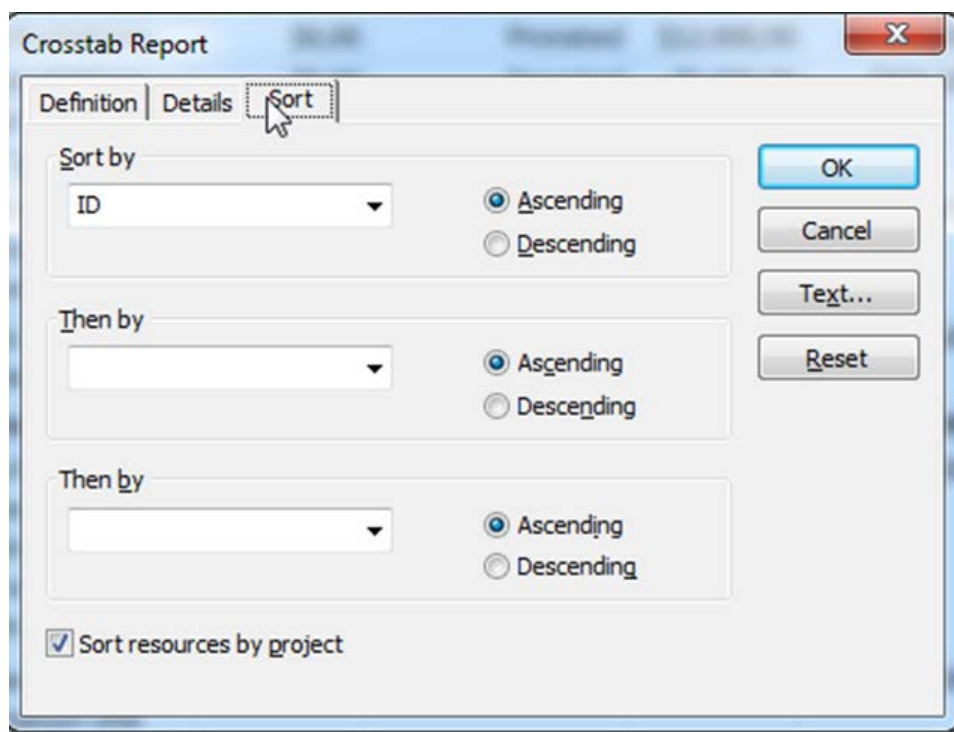 Crosstab Report
Definition Details Sort
Sort by
ID
Ascending
Descending
Then by
Ascending
Descending
Then by
Ascending
Descending
Sort resources by project
OK
Cancel
Text...
Reset